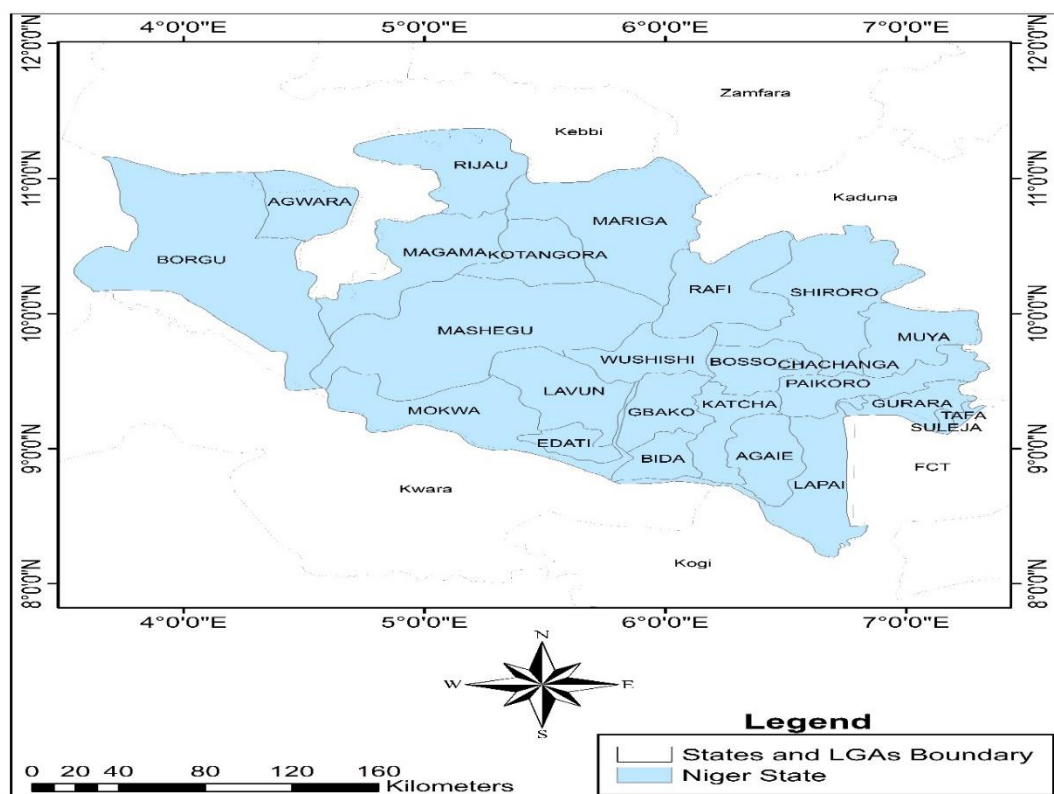 4°0'0"E 5°0'0"E 6°0'0"E 7°0'0"E
12°0'0"N 12°0'0"N
Zamfara
Kebbi
RIJAU
11°0'0"N 11°0'0"N
AGWARA
Kaduna
MARIGA
BORGU
MAGAMA KOTANGORA
RAFI SHIRORO
10°0'0"N 10°0'0"N
MASHEGU
MUYA
WUSHISHI BOSSO CHACHANGA
PAIKORO
LAVUN
MOKWA GBAKO KATCHA GURARA
TAFA
SULEJA
EDATI
9°0'0"N 9°0'0"N
BIDA AGAIE
FCT
LAPAI
Kwara
Kogi
8°0'0"N 8°0'0"N
4°0'0"E 5°0'0"E 6°0'0"E 7°0'0"E
N
W E
S
Legend
States and LGAs Boundary
Niger State
0 20 40 80 120 160
Kilometers